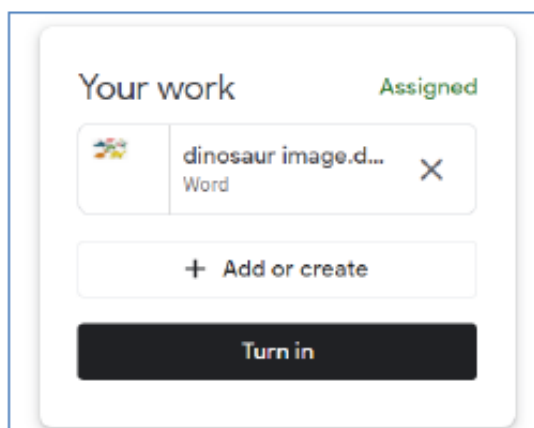 Your work
Assigned
dinosaur image.d...
Word
+ Add or create
Turn in